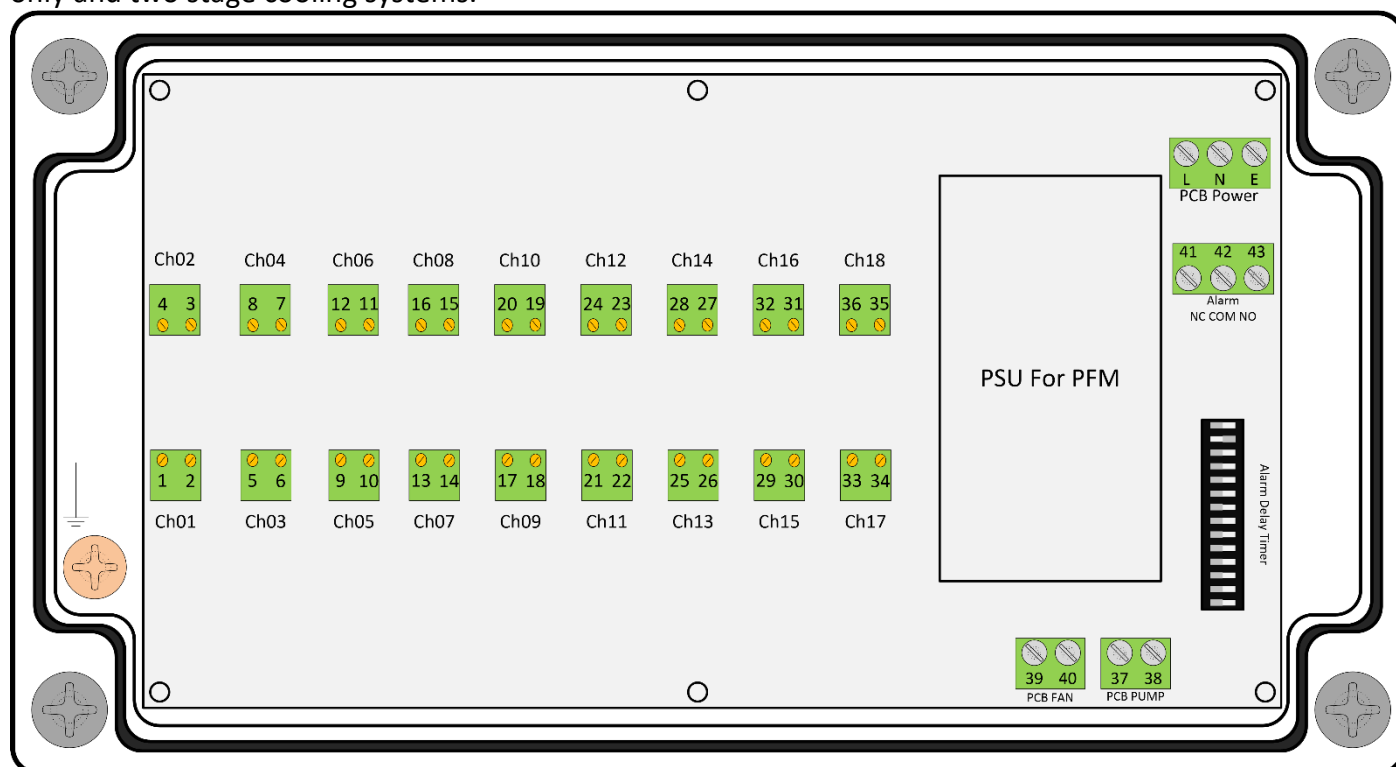 only and two stage cooling systems.
L N E
PCB Power
41 42 43
Alarm
NC COM NO
Ch02 Ch04 Ch06 Ch08 Ch10 Ch12 Ch14 Ch16 Ch18
4 3 8 7 12 11 16 15 20 19 24 23 28 27 32 31 36 35
PSU For PFM
1 2 5 6 9 10 13 14 17 18 21 22 25 26 29 30 33 34
Ch01 Ch03 Ch05 Ch07 Ch09 Ch11 Ch13 Ch15 Ch17
Alarm Delay Timer
39 40 37 38
PCB FAN PCB PUMP